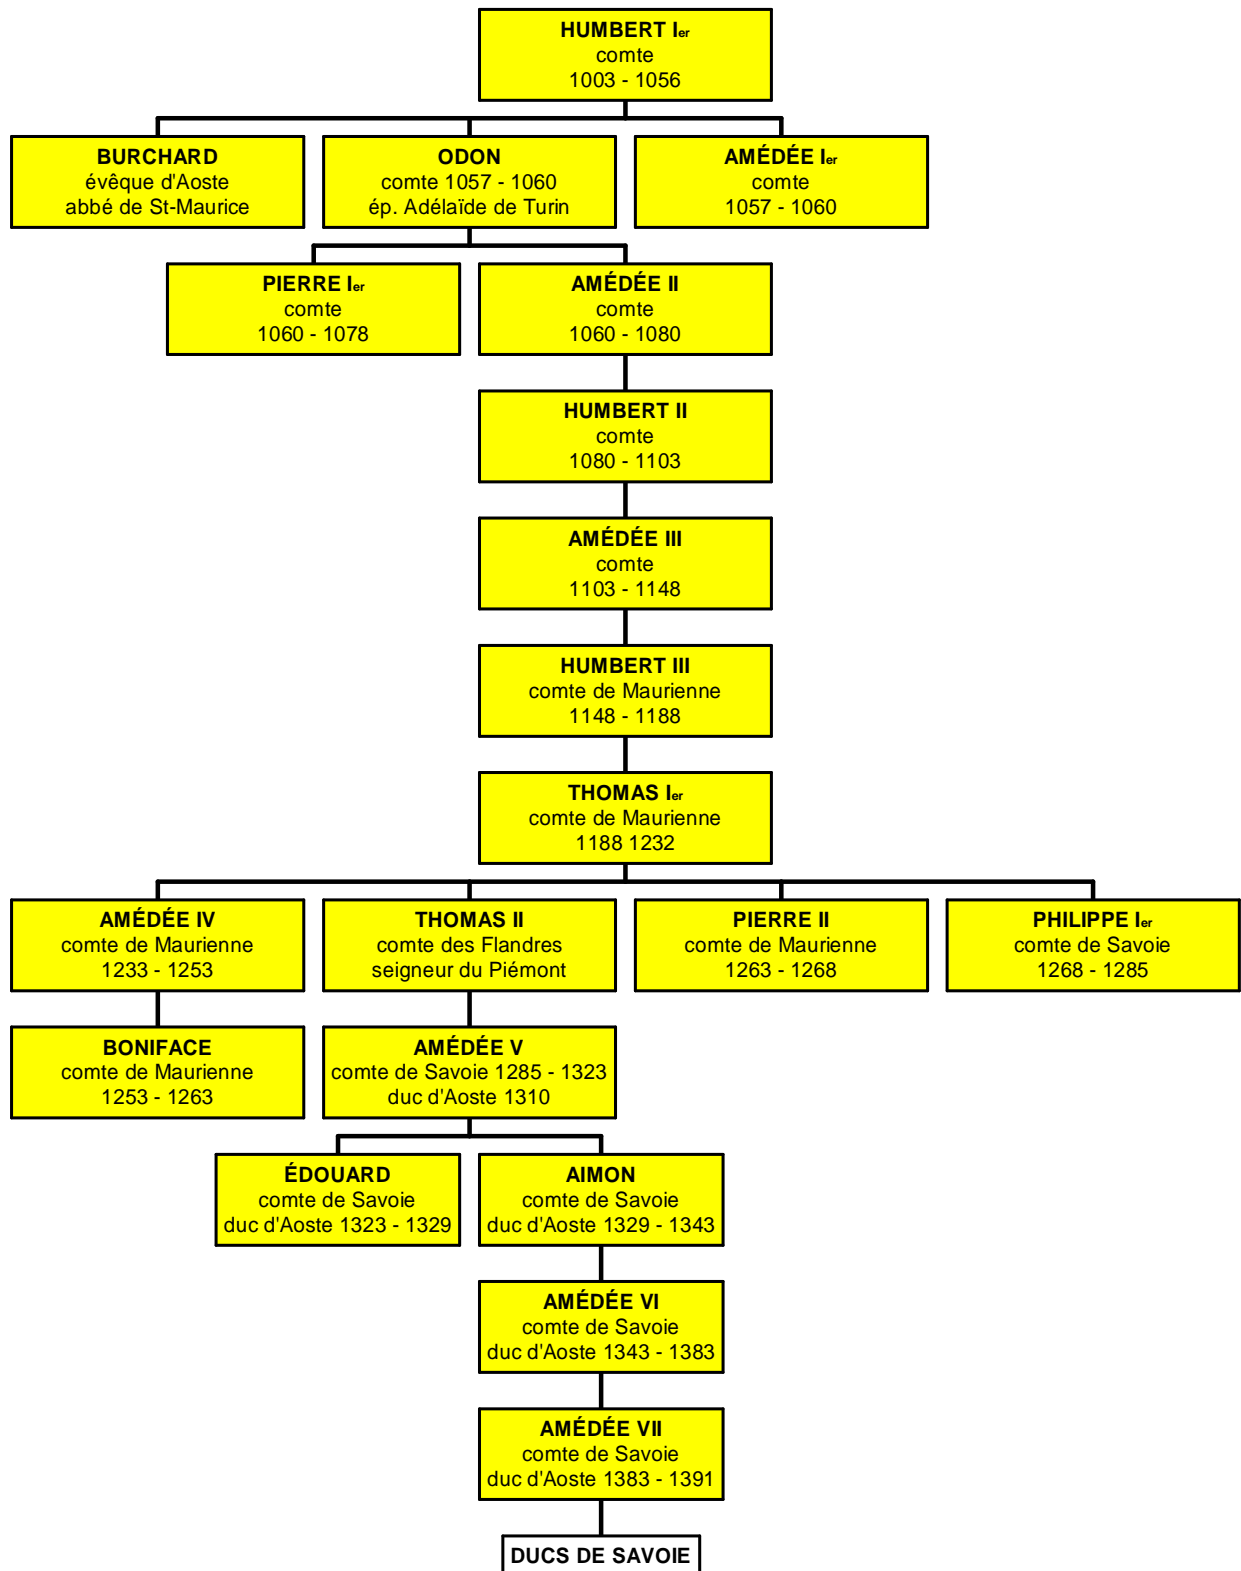 HUMBERT Ier
comte
1003 - 1056
BURCHARD
évêque d'Aoste
abbé de St-Maurice
ODON
comte 1057 - 1060
ép. Adélaïde de Turin
AMÉDÉE Ier
comte
1057 - 1060
PIERRE Ier
comte
1060 - 1078
AMÉDÉE II
comte
1060 - 1080
HUMBERT II
comte
1080 - 1103
AMÉDÉE III
comte
1103 - 1148
HUMBERT III
comte de Maurienne
1148 - 1188
THOMAS Ier
comte de Maurienne
1188 1232
AMÉDÉE IV
comte de Maurienne
1233 - 1253
THOMAS II
comte des Flandres
seigneur du Piémont
PIERRE II
comte de Maurienne
1263 - 1268
PHILIPPE Ier
comte de Savoie
1268 - 1285
BONIFACE
comte de Maurienne
1253 - 1263
AMÉDÉE V
comte de Savoie 1285 - 1323
duc d'Aoste 1310
ÉDOUARD
comte de Savoie
duc d'Aoste 1323 - 1329
AIMON
comte de Savoie
duc d'Aoste 1329 - 1343
AMÉDÉE VI
comte de Savoie
duc d'Aoste 1343 - 1383
AMÉDÉE VII
comte de Savoie
duc d'Aoste 1383 - 1391
DUCS DE SAVOIE